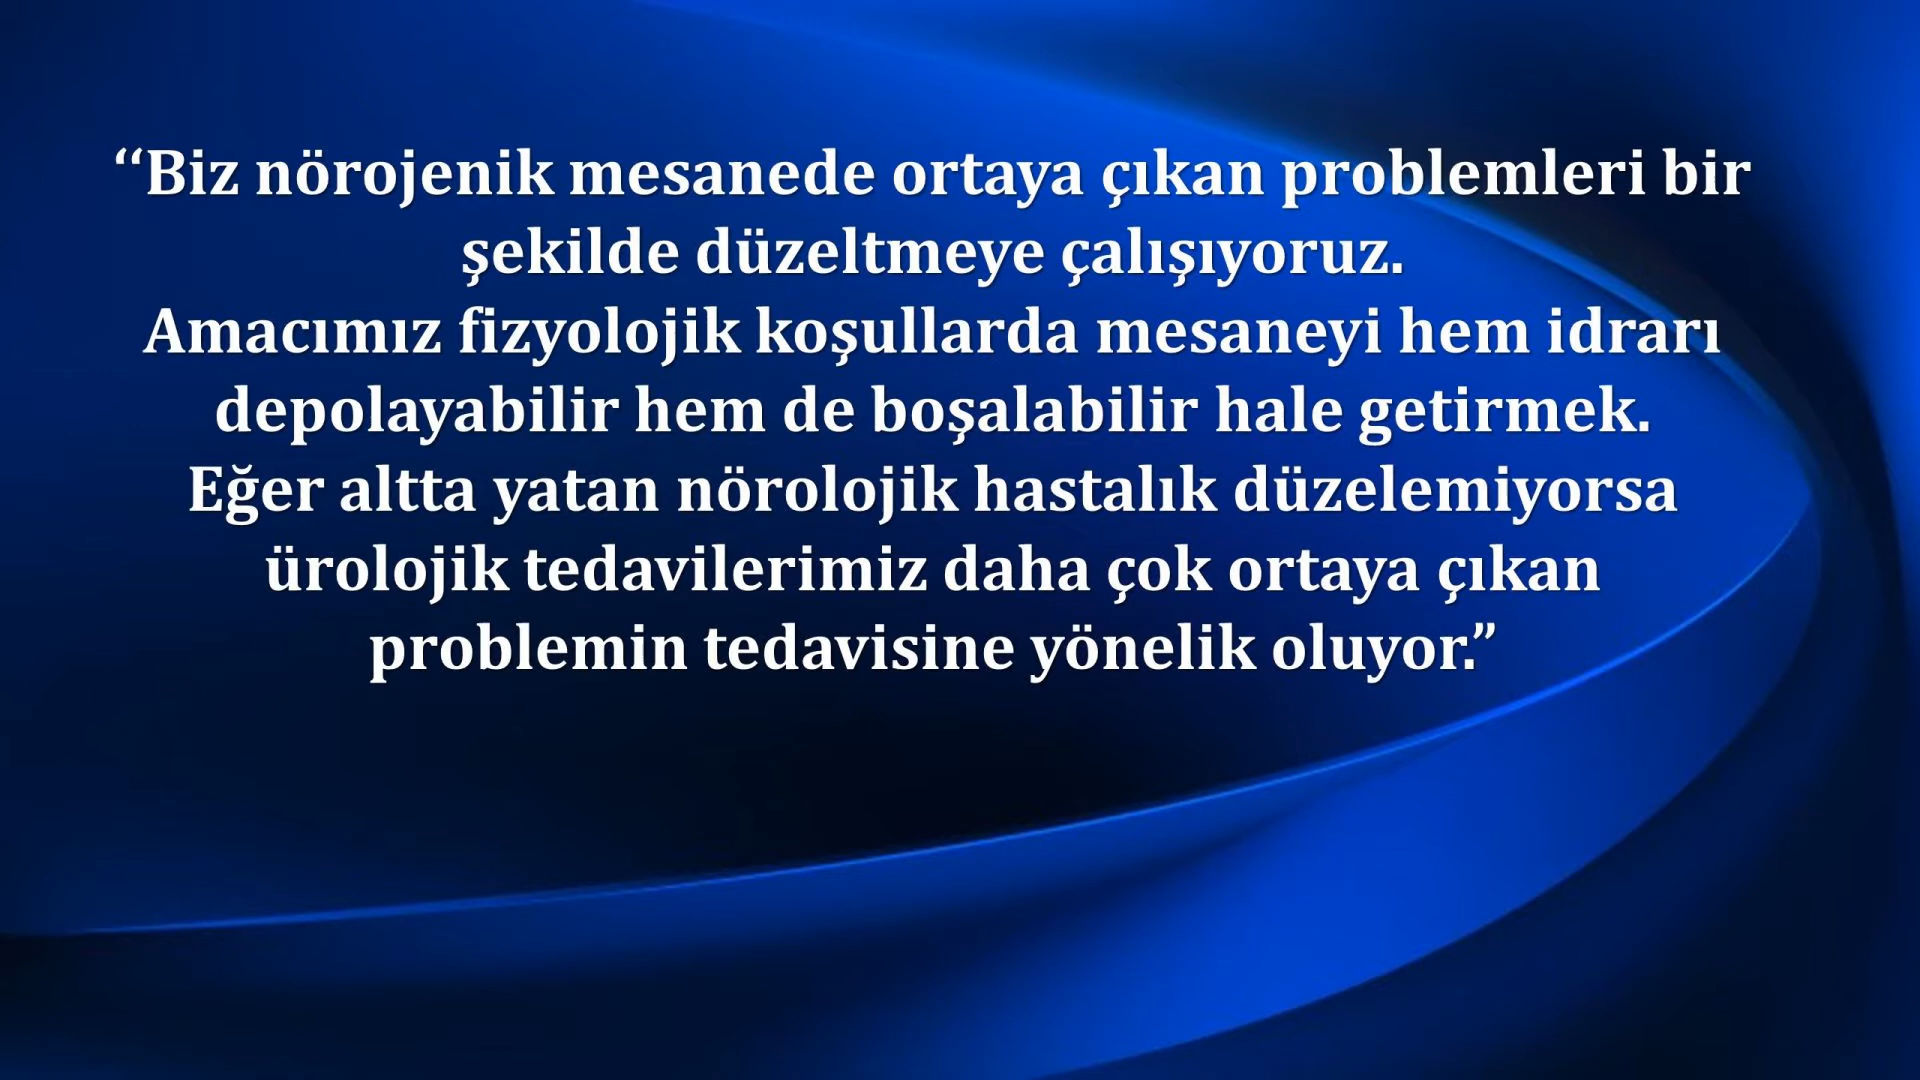 ‘‘Biz nörojenik mesanede ortaya çıkan problemleri bir
şekilde düzeltmeye çalışıyoruz.
Amacımız fizyolojik koşullarda mesaneyi hem idrarı
depolayabilir hem de boşalabilir hale getirmek.
Eğer altta yatan nörolojik hastalık düzelemiyorsa
ürolojik tedavilerimiz daha çok ortaya çıkan
problemin tedavisine yönelik oluyor.”